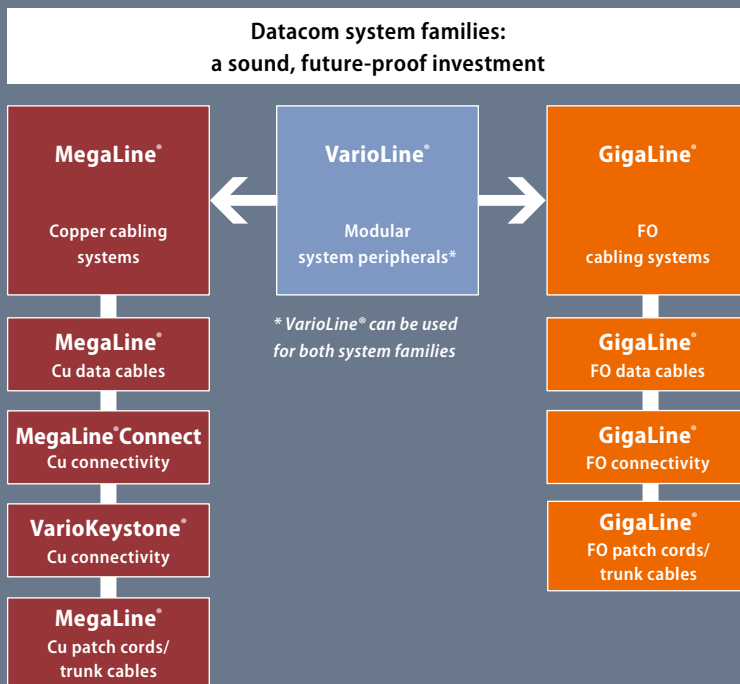 Datacom system families:
a sound, future-proof investment
MegaLine®
Copper cabling
systems
VarioLine®
Modular
system peripherals*
GigaLine®
FO
cabling systems
* VarioLine® can be used
for both system families
MegaLine®
Cu data cables
MegaLine®Connect
Cu connectivity
VarioKeystone®
Cu connectivity
MegaLine®
Cu patch cords/
trunk cables
GigaLine®
FO data cables
GigaLine®
FO connectivity
GigaLine®
FO patch cords/
trunk cables